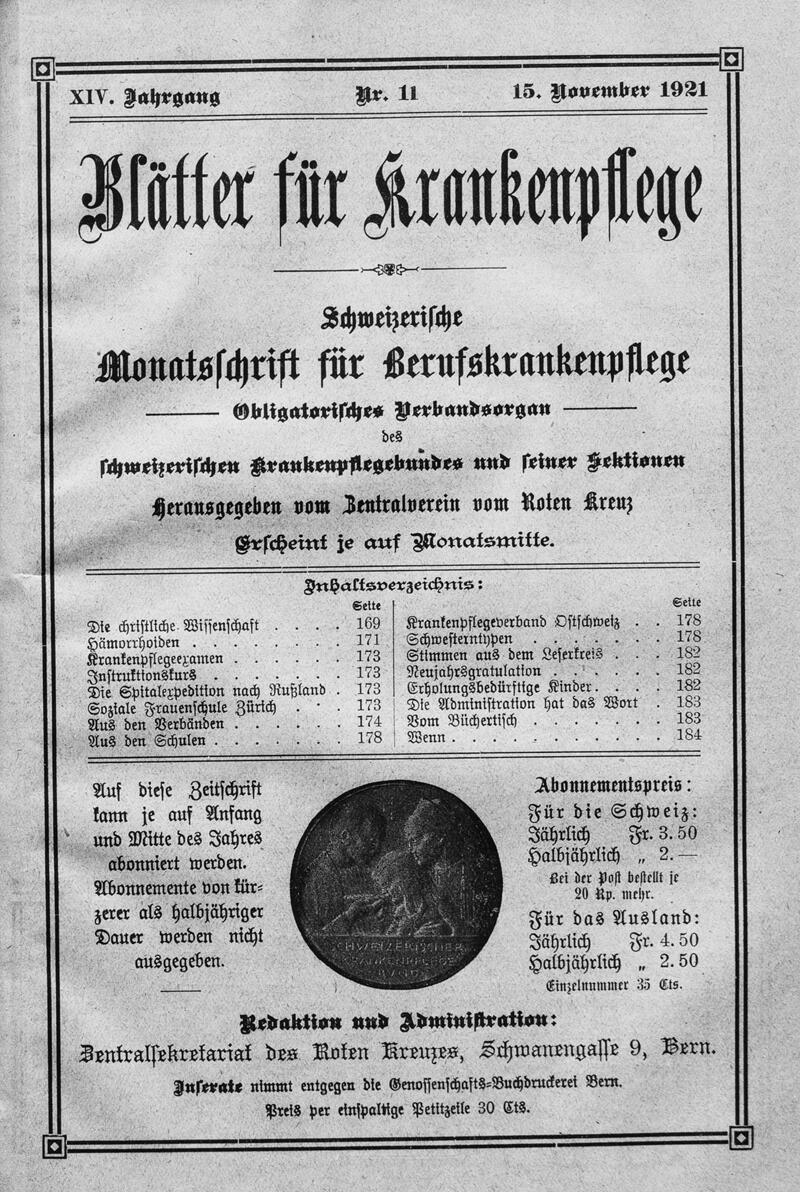 XIV. Jahrgang Nr. 11 15. November 1921
Blätter für Krankenpflege
Schweizerische
Monatsschrift für Berufskrankenpflege
Obligatorisches Verbandsorgan
des
schweizerischen Krankenpflegebundes und seiner Sektionen
Herausgegeben vom Zentralverein vom Roten Kreuz
Erscheint je auf Monatsmitte.
Inhaltsverzeichnis:
Seite
Die christliche Wissenschaft . . . . 169
Hämorrhoiden . . . . . . . . 171
Krankenpflegeexamen . . . . . . 173
Instruktionskurs . . . . . . . 173
Die Spitalexpedition nach Rußland . 173
Soziale Frauenschule Zürich . . . 173
Aus den Verbänden . . . . . . 174
Aus den Schulen . . . . . . . 178
Seite
Krankenpflegeverband Ostschweiz . . 178
Schwesterntypen . . . . . . . 178
Stimmen aus dem Leserkreis . . . 182
Neujahrsgratulation . . . . . . 182
Erholungsbedürftige Kinder. . . . 182
Die Administration hat das Wort . 183
Vom Büchertisch . . . . . . . 183
Wenn . . . . . . . . . . 184
Auf diese Zeitschrift
kann je auf Anfang
und Mitte des Jahres
abonniert werden.
Abonnemente von kür-
zerer als halbjähriger
Dauer werden nicht
ausgegeben.
SCHWEIZERISCHER
KRANKENPFLEGE
BUND
Abonnementspreis:
Für die Schweiz:
Jährlich Fr. 3. 50
Halbjährlich „ 2. —
Bei der Post bestellt je
20 Rp. mehr.
Für das Ausland:
Jährlich Fr. 4. 50
Halbjährlich „ 2. 50
Einzelnummer 35 Cts.
Redaktion und Administration:
Zentralsekretariat des Roten Kreuzes, Schwanengasse 9, Bern.
Inserate nimmt entgegen die Genossenschafts-Buchdruckerei Bern.
Preis per einspaltige Petitzeile 30 Cts.